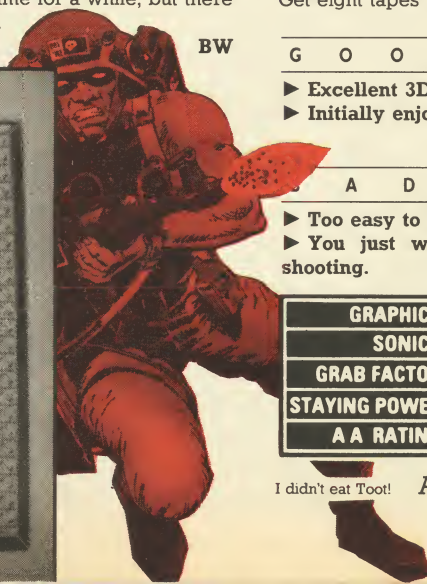 time for a while, but there
BW
Get eight tapes
G O O
▶ Excellent 3D
▶ Initially enjo
A D
▶ Too easy to
▶ You just w
shooting.
GRAPHIC
SONIC
GRAB FACTO
STAYING POWE
A A RATIN
I didn't eat Toot!